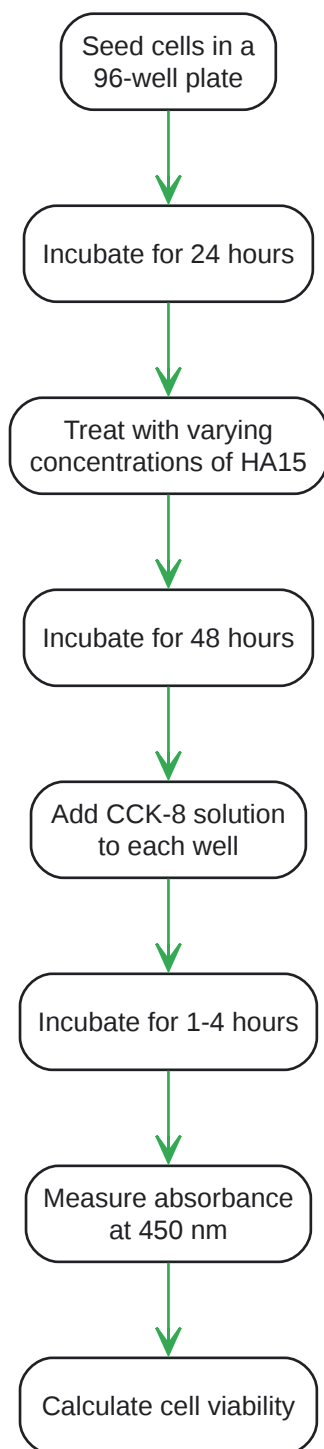 Seed cells in a
96-well plate
Incubate for 24 hours
Treat with varying
concentrations of HA15
Incubate for 48 hours
Add CCK-8 solution
to each well
Incubate for 1-4 hours
Measure absorbance
at 450 nm
Calculate cell viability